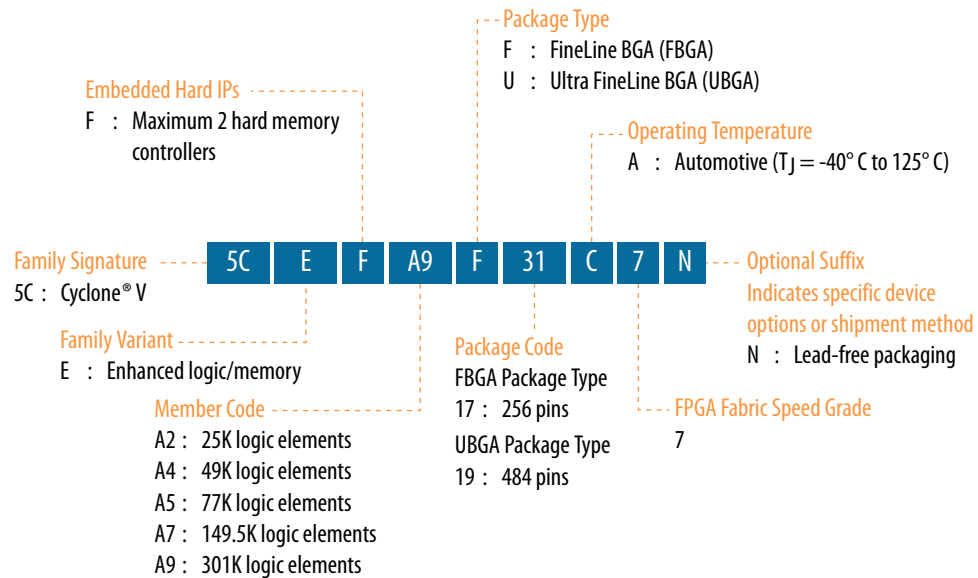 Package Type
F : FineLine BGA (FBGA)
U : Ultra FineLine BGA (UBGA)
Embedded Hard IPs
F : Maximum 2 hard memory
controllers
Operating Temperature
A : Automotive (TJ = -40° C to 125° C)
5C E F A9 F 31 C 7 N
Family Signature
5C : Cyclone® V
Optional Suffix
Indicates specific device
options or shipment method
N : Lead-free packaging
Family Variant
E : Enhanced logic/memory
Package Code
FBGA Package Type
17 : 256 pins
UBGA Package Type
19 : 484 pins
Member Code
A2 : 25K logic elements
A4 : 49K logic elements
A5 : 77K logic elements
A7 : 149.5K logic elements
A9 : 301K logic elements
FPGA Fabric Speed Grade
7